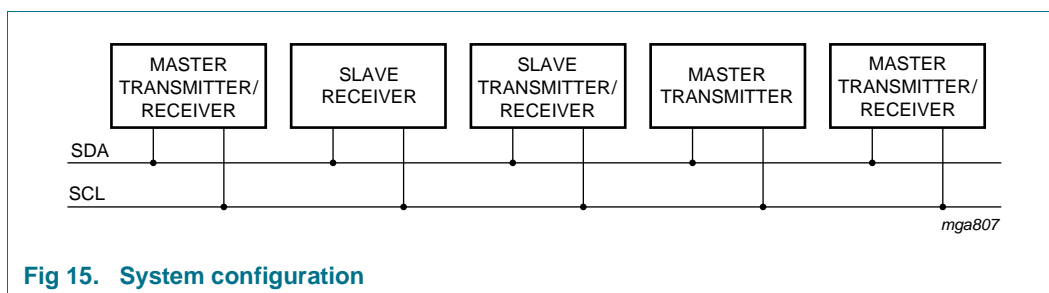 MASTER
TRANSMITTER/
RECEIVER
SLAVE
RECEIVER
SLAVE
TRANSMITTER/
RECEIVER
MASTER
TRANSMITTER
MASTER
TRANSMITTER/
RECEIVER
SDA
SCL
mga807
Fig 15. System configuration